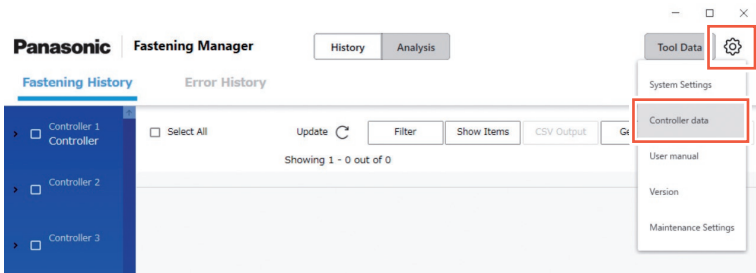 Panasonic Fastening Manager History Analysis Tool Data
Fastening History Error History
System Settings
Controller 1
Controller
Select All Update Filter Show Items CSV Output Ge
Controller data
Showing 1 - 0 out of 0
User manual
Controller 2
Version
Maintenance Settings
Controller 3